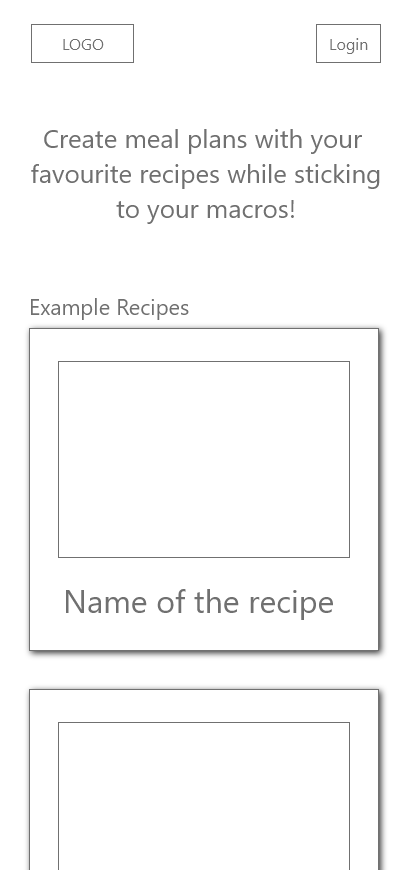 LOGO
Login
Create meal plans with your
favourite recipes while sticking
to your macros!
Example Recipes
Name of the recipe